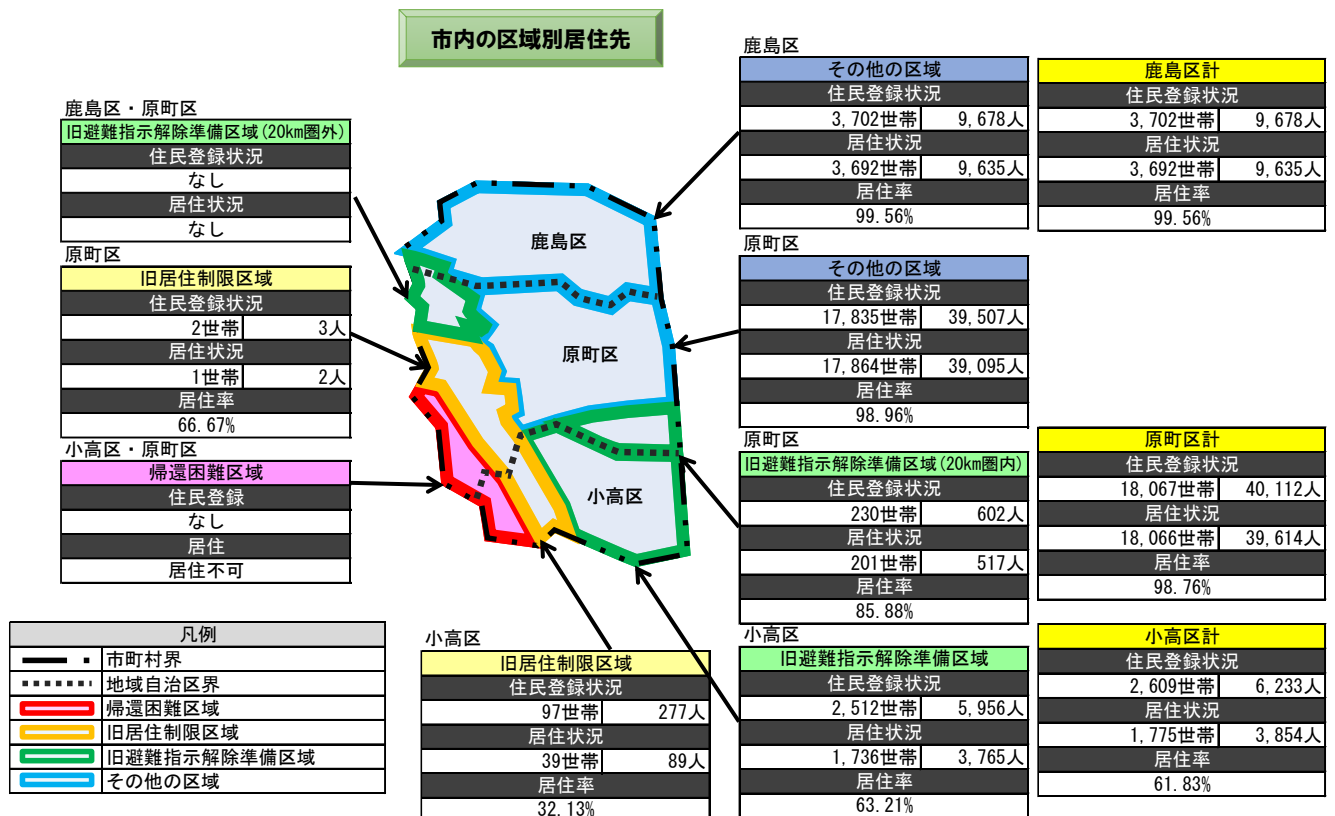 市内の区域別居住先
鹿島区・原町区
旧避難指示解除準備区域(20km圏外)
住民登録状況
なし
居住状況
なし
原町区
旧居住制限区域
住民登録状況
2世帯 3人
居住状況
1世帯 2人
居住率
66.67%
小高区・原町区
帰還困難区域
住民登録
なし
居住
居住不可
鹿島区
原町区
小高区
鹿島区
その他の区域
住民登録状況
3,702世帯 9,678人
居住状況
3,692世帯 9,635人
居住率
99.56%
鹿島区計
住民登録状況
3,702世帯 9,678人
居住状況
3,692世帯 9,635人
居住率
99.56%
原町区
その他の区域
住民登録状況
17,835世帯 39,507人
居住状況
17,864世帯 39,095人
居住率
98.96%
原町区
旧避難指示解除準備区域(20km圏内)
住民登録状況
230世帯 602人
居住状況
201世帯 517人
居住率
85.88%
原町区計
住民登録状況
18,067世帯 40,112人
居住状況
18,066世帯 39,614人
居住率
98.76%
凡例
市町村界
地域自治区界
帰還困難区域
旧居住制限区域
旧避難指示解除準備区域
その他の区域
小高区
旧居住制限区域
住民登録状況
97世帯 277人
居住状況
39世帯 89人
居住率
32.13%
小高区
旧避難指示解除準備区域
住民登録状況
2,512世帯 5,956人
居住状況
1,736世帯 3,765人
居住率
63.21%
小高区計
住民登録状況
2,609世帯 6,233人
居住状況
1,775世帯 3,854人
居住率
61.83%